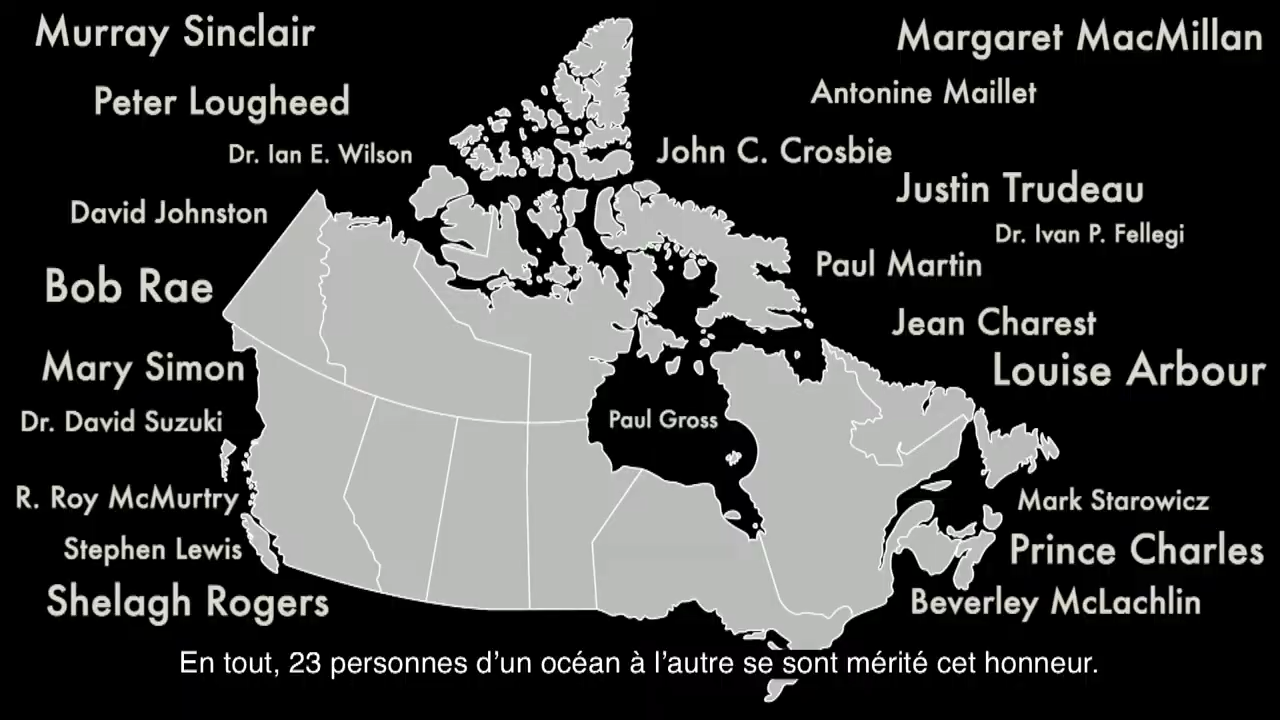 Murray Sinclair
Margaret MacMillan
Peter Lougheed
Antonine Maillet
Dr. Ian E. Wilson
John C. Crosbie
Justin Trudeau
David Johnston
Dr. Ivan P. Fellegi
Paul Martin
Bob Rae
Jean Charest
Mary Simon
Louise Arbour
Dr. David Suzuki
Paul Gross
R. Roy McMurtry
Mark Starowicz
Stephen Lewis
Prince Charles
Shelagh Rogers
Beverley McLachlin
En tout, 23 personnes d’un océan à l’autre se sont mérité cet honneur.